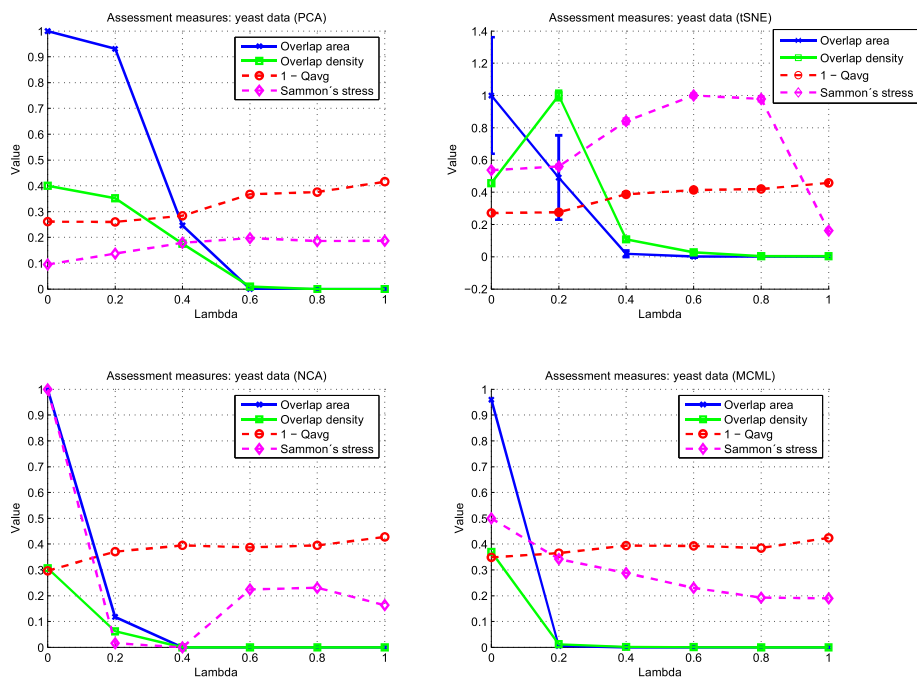 Assessment measures: yeast data (PCA)
1
0.9
0.8
0.7
0.6
0.5
0.4
0.3
0.2
0.1
0
Value
0
0.2
0.4
0.6
0.8
1
Lambda
Overlap area
Overlap density
1 − Qavg
Sammon´s stress
Assessment measures: yeast data (tSNE)
1.4
1.2
1.0
0.8
0.6
0.4
0.2
0
−0.2
Value
0
0.2
0.4
0.6
0.8
1
Lambda
Overlap area
Overlap density
1 − Qavg
Sammon´s stress
Assessment measures: yeast data (NCA)
1
0.9
0.8
0.7
0.6
0.5
0.4
0.3
0.2
0.1
0
Value
0
0.2
0.4
0.6
0.8
1
Lambda
Overlap area
Overlap density
1 − Qavg
Sammon´s stress
Assessment measures: yeast data (MCML)
1
0.9
0.8
0.7
0.6
0.5
0.4
0.3
0.2
0.1
0
Value
0
0.2
0.4
0.6
0.8
1
Lambda
Overlap area
Overlap density
1 − Qavg
Sammon´s stress